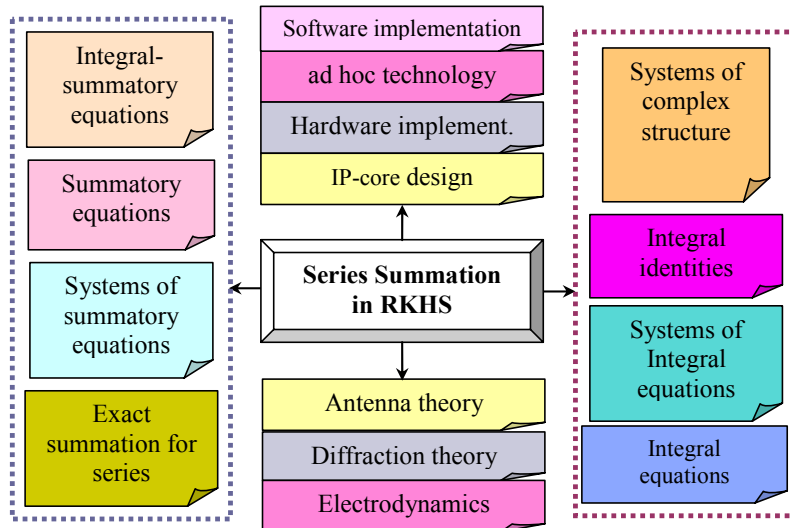 Integral-
summatory
equations
Summatory
equations
Systems of
summatory
equations
Exact
summation for
series
Software implementation
ad hoc technology
Hardware implement.
IP-core design
Series Summation
in RKHS
Antenna theory
Diffraction theory
Electrodynamics
Systems of
complex
structure
Integral
identities
Systems of
Integral
equations
Integral
equations